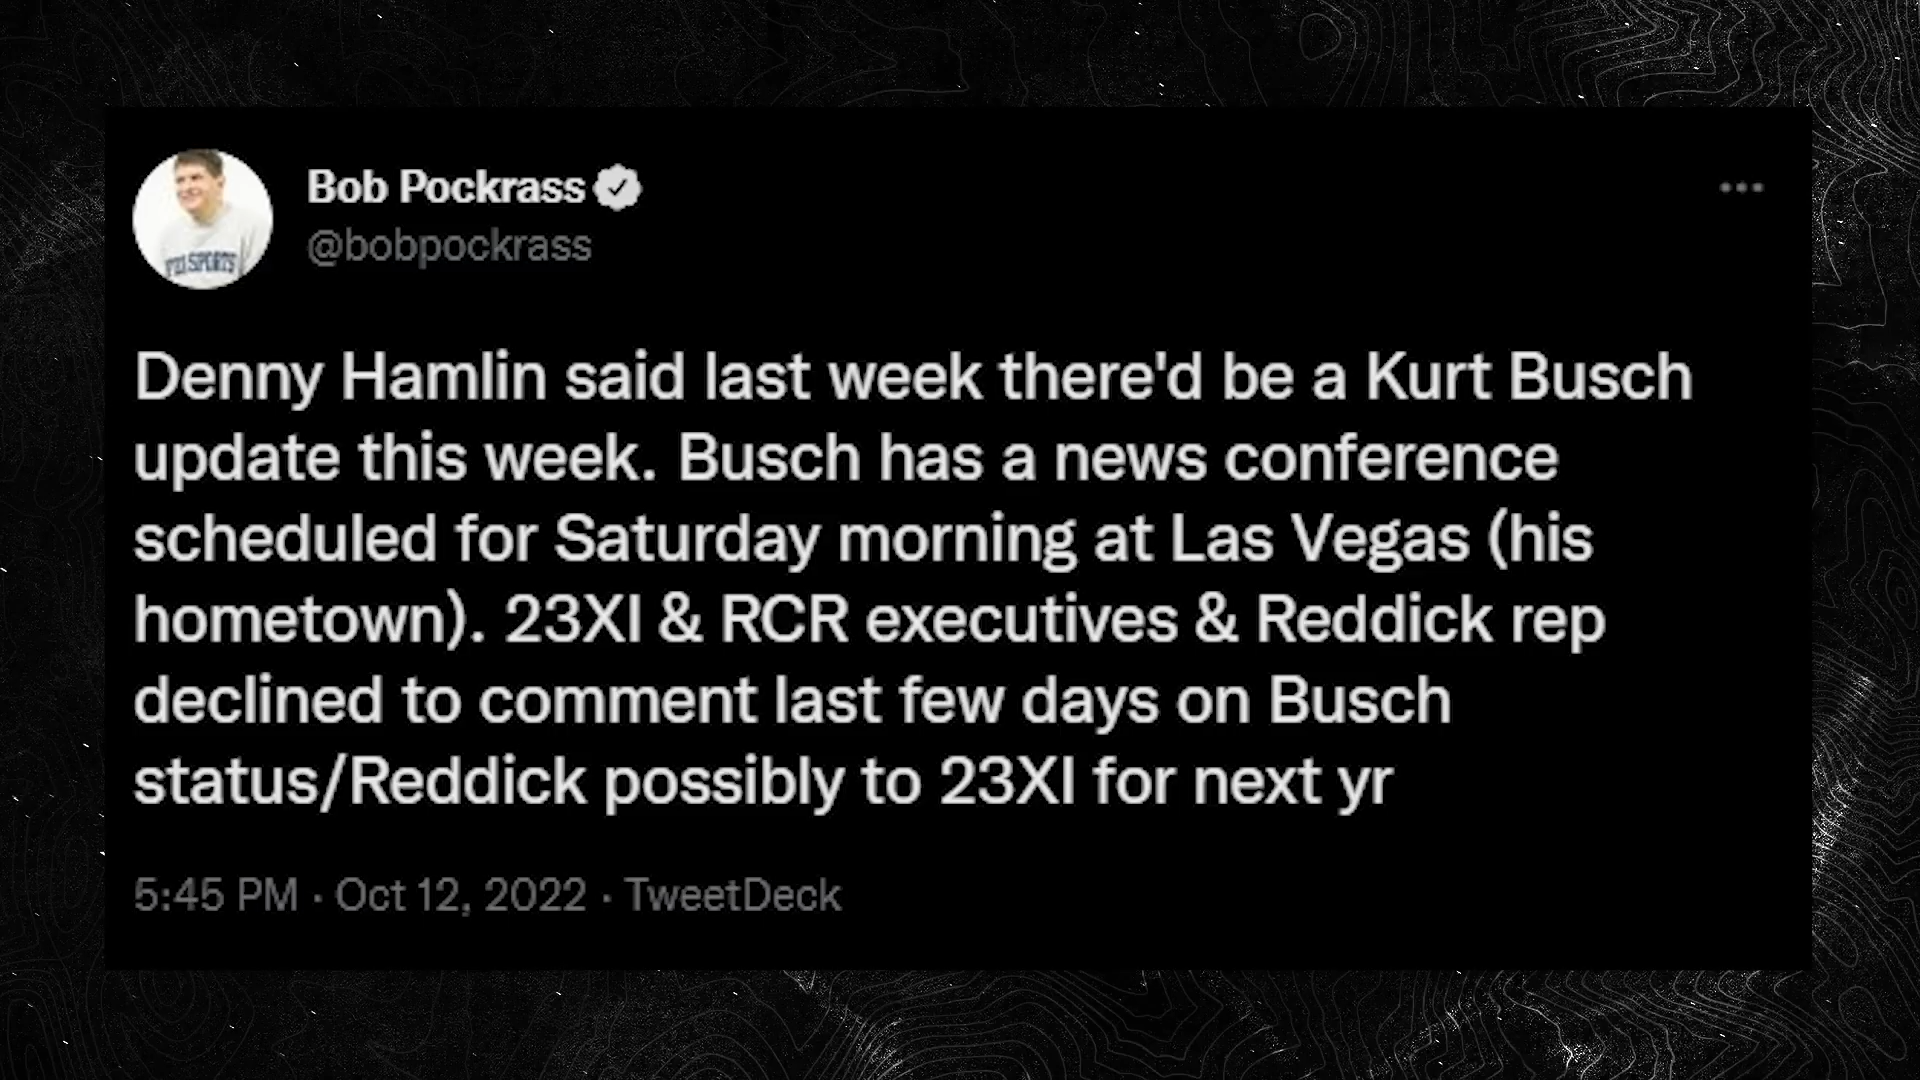 Bob Pockrass
@bobpockrass
Denny Hamlin said last week there'd be a Kurt Busch
update this week. Busch has a news conference
scheduled for Saturday morning at Las Vegas (his
hometown). 23XI & RCR executives & Reddick rep
declined to comment last few days on Busch
status/Reddick possibly to 23XI for next yr
5:45 PM · Oct 12, 2022 · TweetDeck